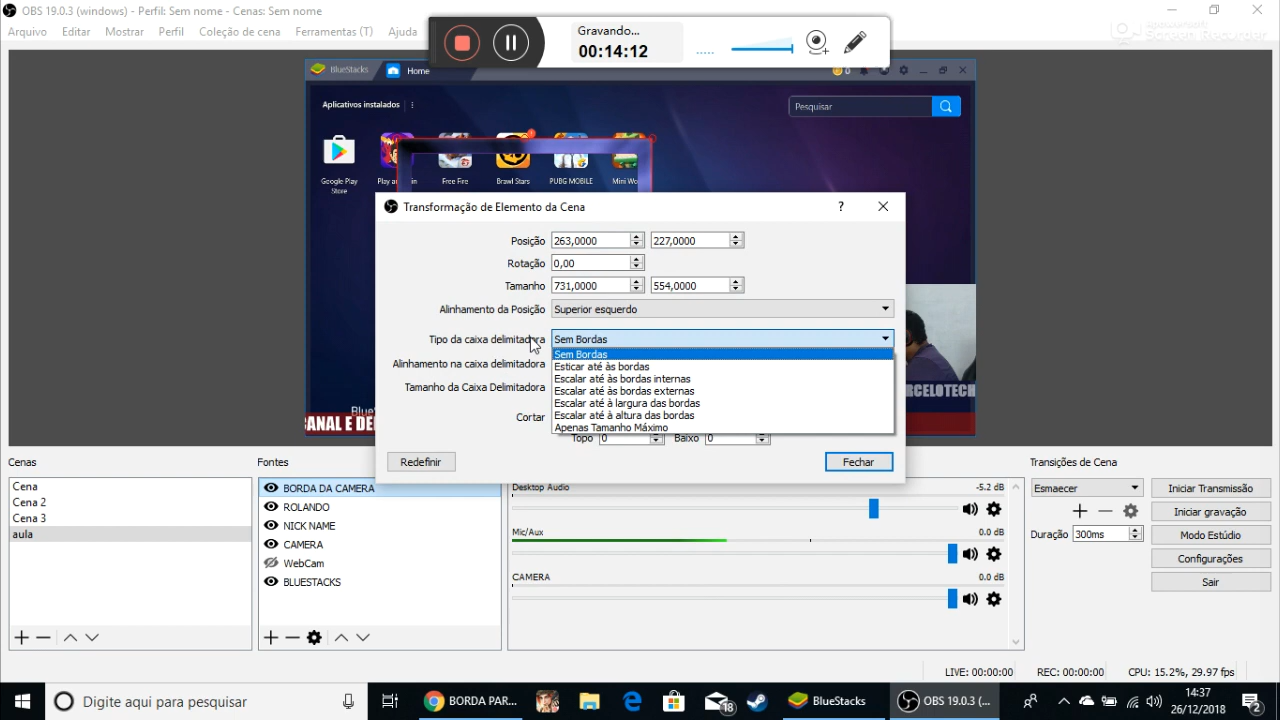 OBS 19.0.3 (windows) - Perfil: Sem nome - Cenas: Sem nome
Arquivo Editar Mostrar Perfil Coleção de cena Ferramentas (T) Ajuda
Gravando...
00:14:12
Screen Recorder
BlueStacks Home 0
Aplicativos instalados
Pesquisar
Google Play Store
Free Fire
Brawl Stars
PUBG MOBILE
Transformação de Elemento da Cena ?
Posição 263,0000 227,0000
Rotação 0,00
Tamanho 731,0000 554,0000
Alinhamento da Posição Superior esquerdo
Tipo da caixa delimitadora Sem Bordas
Sem Bordas
Esticar até às bordas
Alinhamento na caixa delimitadora
Escalar até às bordas internas
Tamanho da Caixa Delimitadora
Escalar até às bordas externas
Escalar até à largura das bordas
Cortar
Escalar até à altura das bordas
Apenas Tamanho Máximo
Topo 0 Baixo 0
Redefinir Fechar
CANAL E DE
RCELOTECH
Cenas
Cena
Cena 2
Cena 3
aula
Fontes
BORDA DA CAMERA
ROLANDO
NICK NAME
CAMERA
WebCam
BLUESTACKS
Desktop Audio -5.2 dB
Mic/Aux 0.0 dB
CAMERA 0.0 dB
Transições de Cena
Esmaecer
Duração 300ms
Iniciar Transmissão
Iniciar gravação
Modo Estúdio
Configurações
Sair
LIVE: 00:00:00 REC: 00:00:00 CPU: 15.2%, 29.97 fps
Digite aqui para pesquisar
BORDA PAR...
18
BlueStacks
OBS 19.0.3 (...
14:37
26/12/2018
2